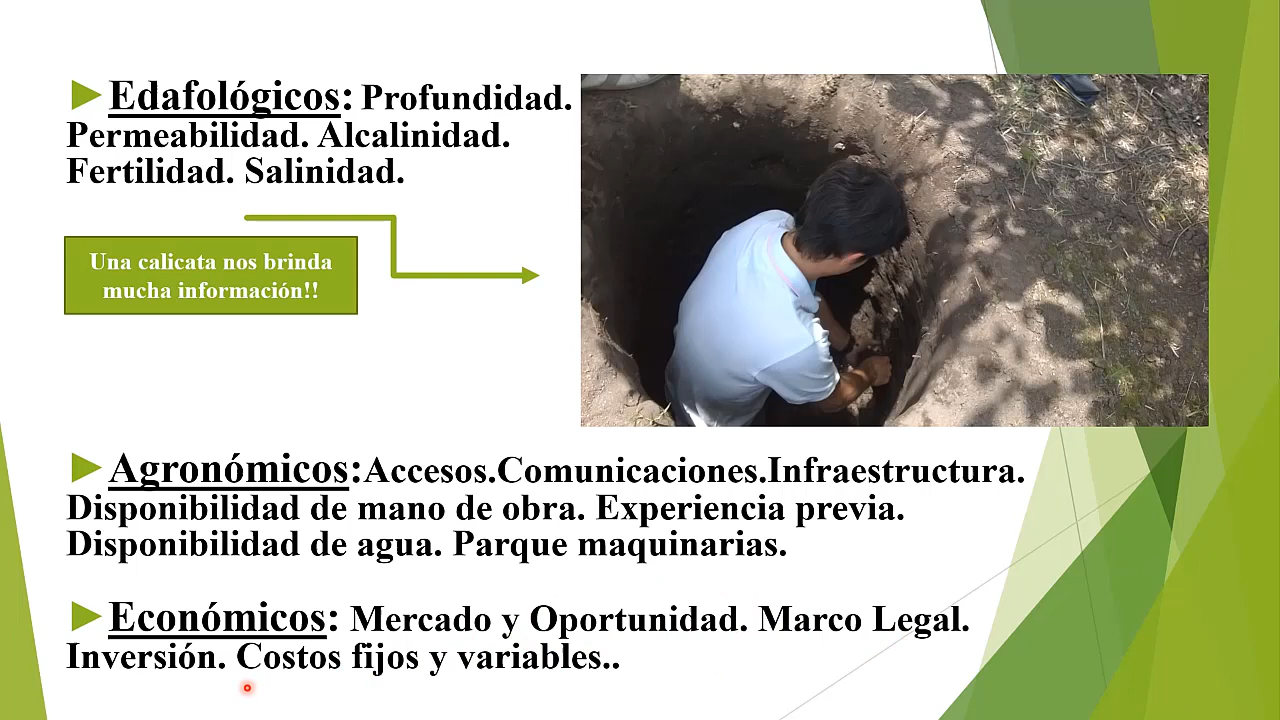 Edafológicos: Profundidad.
Permeabilidad. Alcalinidad.
Fertilidad. Salinidad.
Una calicata nos brinda
mucha información!!
Agronómicos:Accesos.Comunicaciones.Infraestructura.
Disponibilidad de mano de obra. Experiencia previa.
Disponibilidad de agua. Parque maquinarias.
Económicos: Mercado y Oportunidad. Marco Legal.
Inversión. Costos fijos y variables..